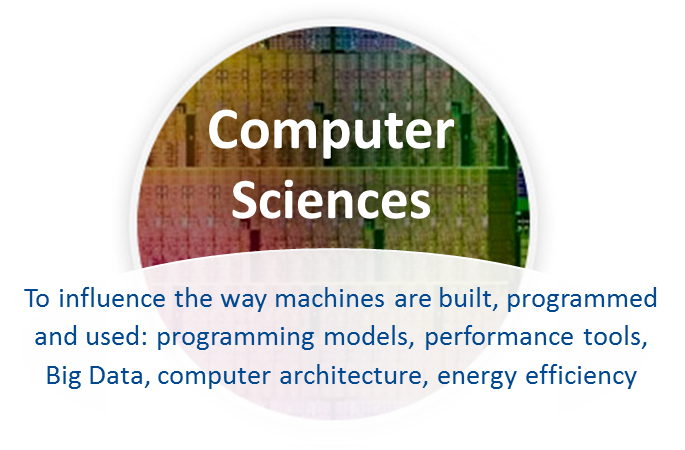 Computer
Sciences
To influence the way machines are built, programmed
and used: programming models, performance tools,
Big Data, computer architecture, energy efficiency